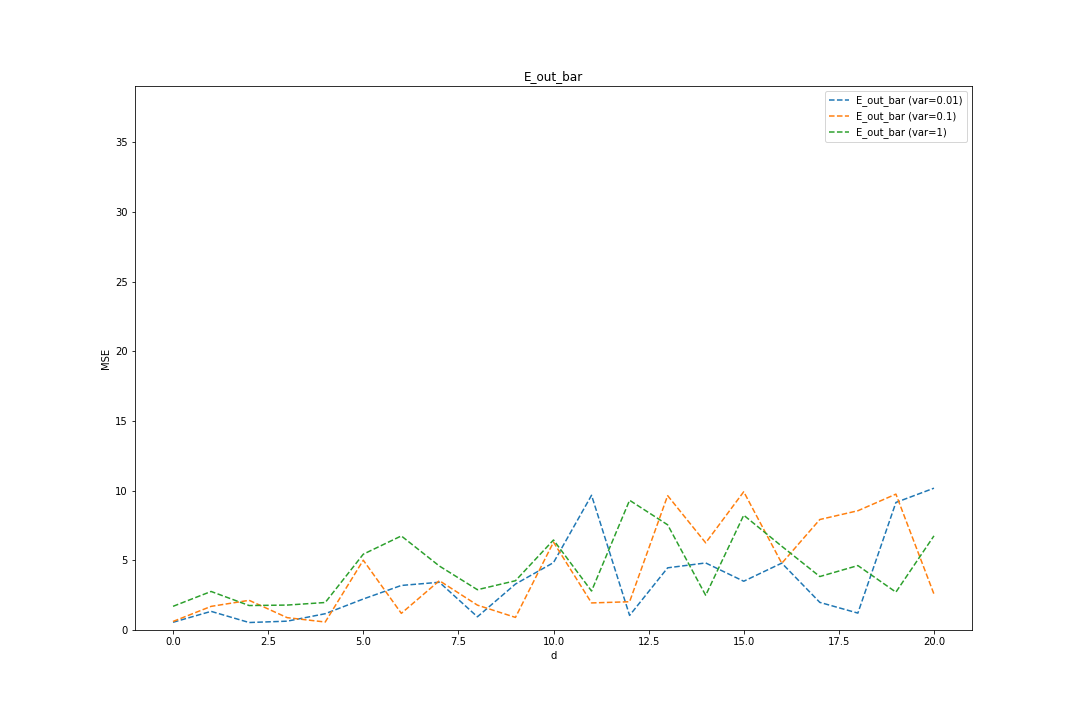 E_out_bar
E_out_bar (var=0.01)
E_out_bar (var=0.1)
E_out_bar (var=1)
MSE
35
30
25
20
15
10
5
0
0.0 2.5 5.0 7.5 10.0 12.5 15.0 17.5 20.0
d